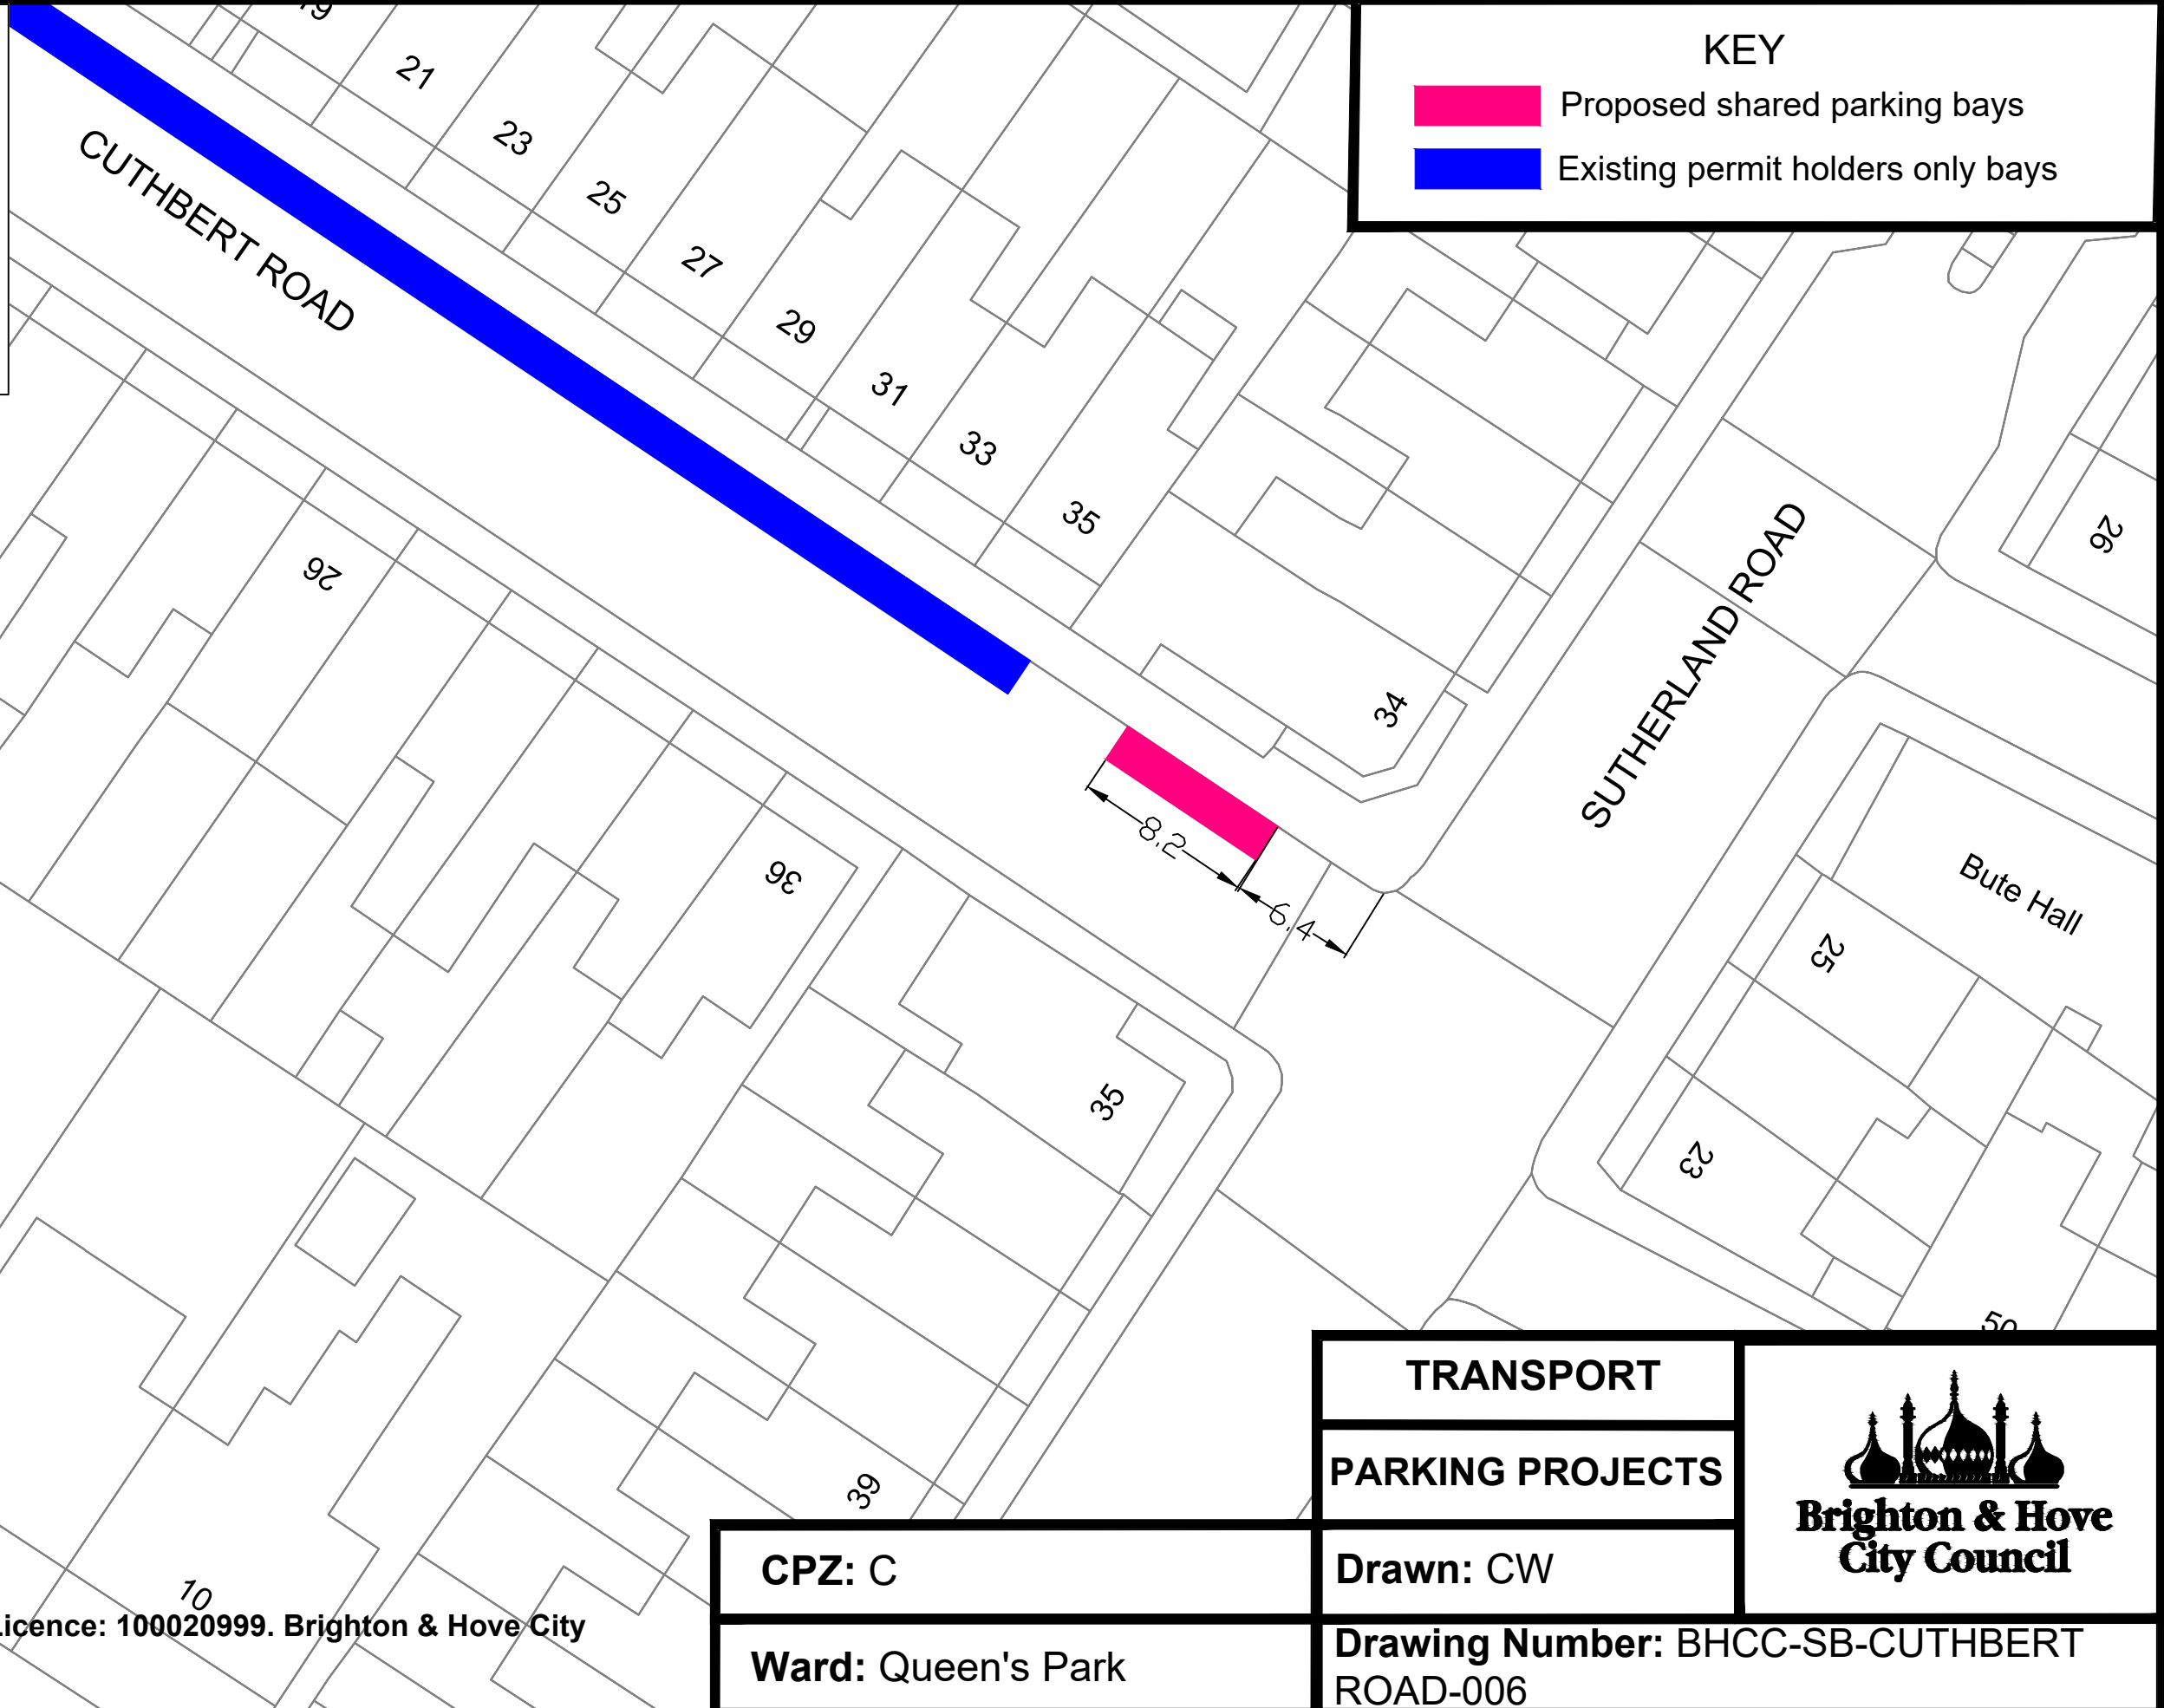 KEY
Proposed shared parking bays
Existing permit holders only bays
19
21
23
25
27
29
31
33
35
CUTHBERT ROAD
26
36
34
SUTHERLAND ROAD
26
8.2
6.4
Bute Hall
25
23
35
50
39
10
TRANSPORT
PARKING PROJECTS
Brighton & Hove
City Council
CPZ: C
Drawn: CW
Licence: 100020999. Brighton & Hove City
Ward: Queen's Park
Drawing Number: BHCC-SB-CUTHBERT
ROAD-006